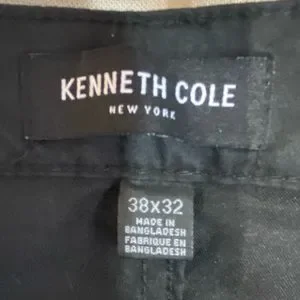 KENNETH COLE
NEW YORK
38x32
MADE IN
BANGLADESH
FABRIQUE EN
BANGLADESH